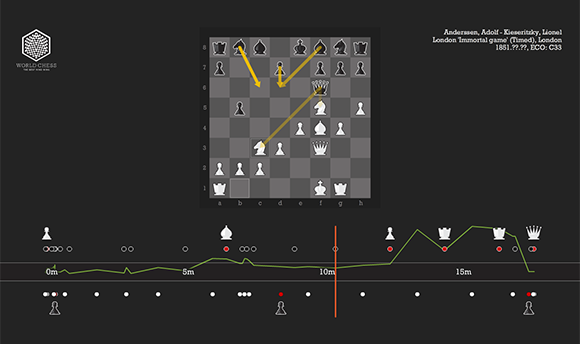 Anderssen, Adolf - Kieseritzky, Lionel
London 'Immortal game' (Timed), London
1851.??.??, ECO: C33
WORLD CHESS
8
7
6
5
4
3
2
1
a b c d e f g h
0m 5m 10m 15m